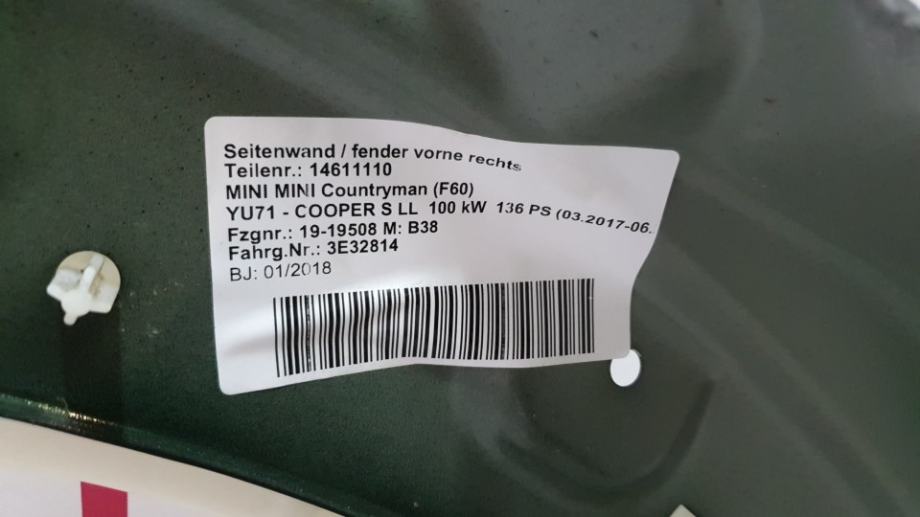 Seitenwand / fender vorne rechts
Teilenr.: 14611110
MINI MINI Countryman (F60)
YU71 - COOPER S LL 100 kW 136 PS (03.2017-06.
Fzgnr.: 19-19508 M: B38
Fahrg.Nr.: 3E32814
BJ: 01/2018